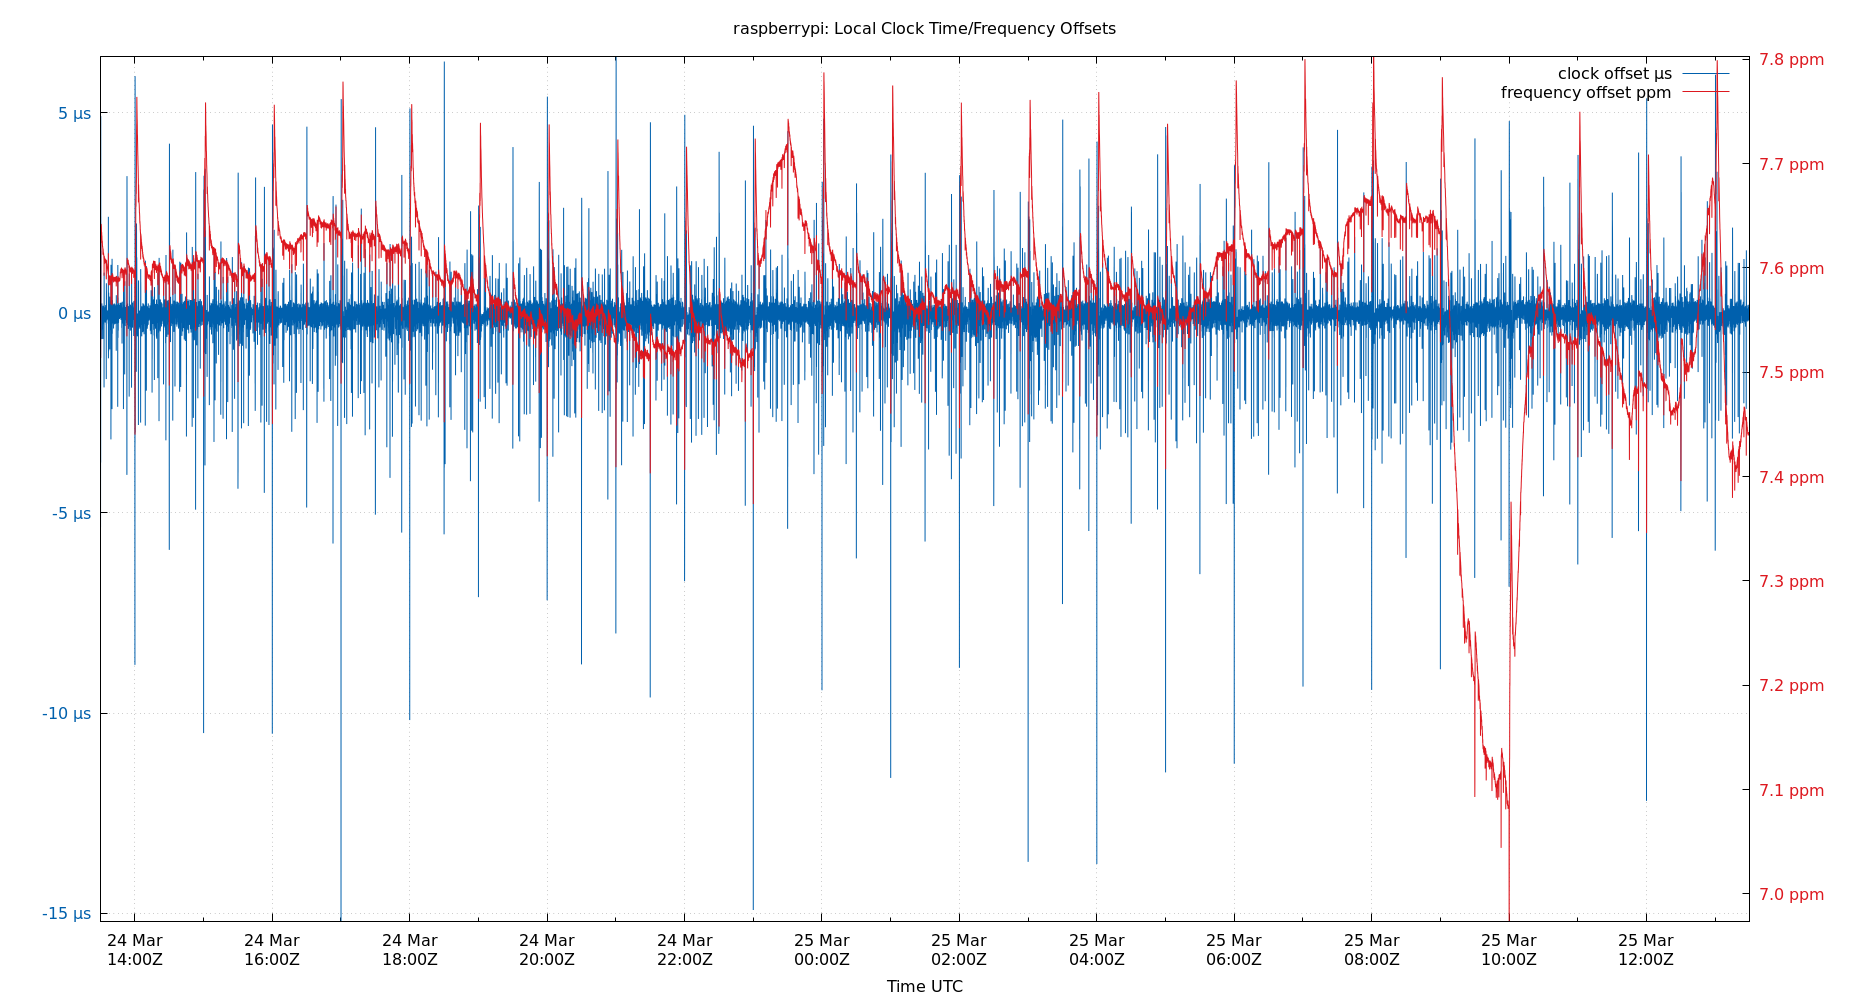 raspberrypi: Local Clock Time/Frequency Offsets
clock offset µs
frequency offset ppm
5 µs
0 µs
-5 µs
-10 µs
-15 µs
7.8 ppm
7.7 ppm
7.6 ppm
7.5 ppm
7.4 ppm
7.3 ppm
7.2 ppm
7.1 ppm
7.0 ppm
24 Mar 24 Mar 24 Mar 24 Mar 24 Mar 25 Mar 25 Mar 25 Mar 25 Mar 25 Mar 25 Mar 25 Mar
14:00Z 16:00Z 18:00Z 20:00Z 22:00Z 00:00Z 02:00Z 04:00Z 06:00Z 08:00Z 10:00Z 12:00Z
Time UTC